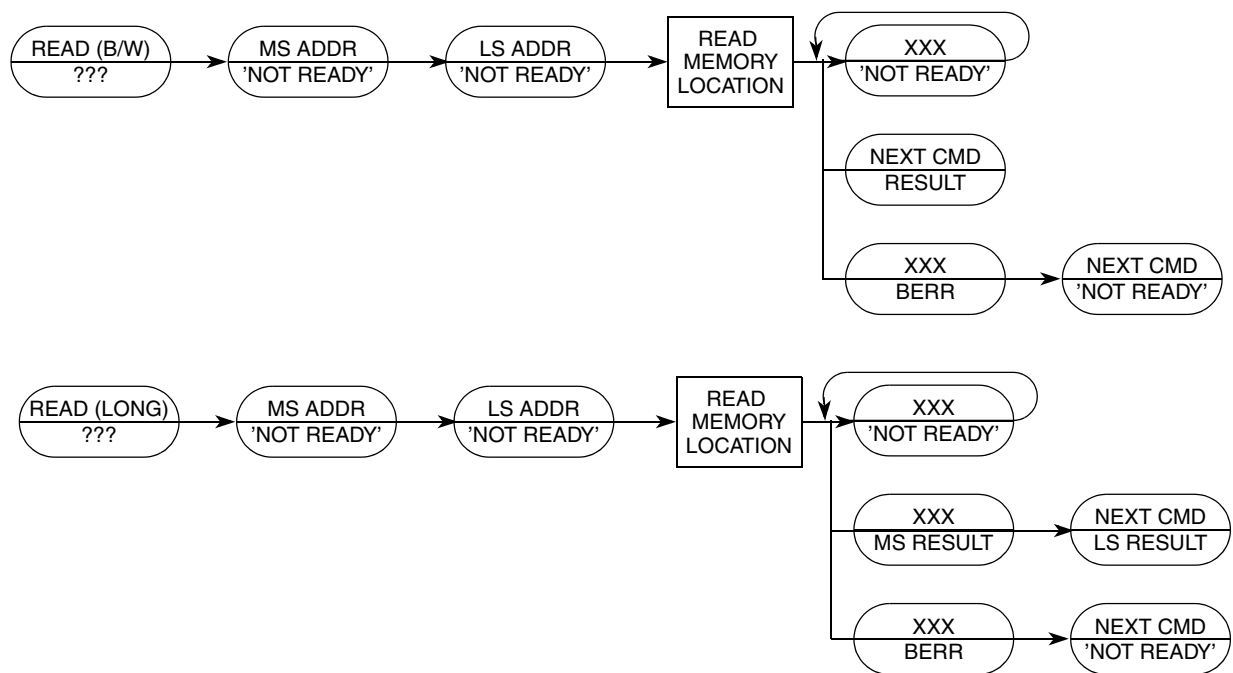 READ (B/W)
???
MS ADDR
'NOT READY'
LS ADDR
'NOT READY'
READ
MEMORY
LOCATION
XXX
'NOT READY'
NEXT CMD
RESULT
XXX
BERR
NEXT CMD
'NOT READY'
READ (LONG)
???
MS ADDR
'NOT READY'
LS ADDR
'NOT READY'
READ
MEMORY
LOCATION
XXX
'NOT READY'
XXX
MS RESULT
NEXT CMD
LS RESULT
XXX
BERR
NEXT CMD
'NOT READY'